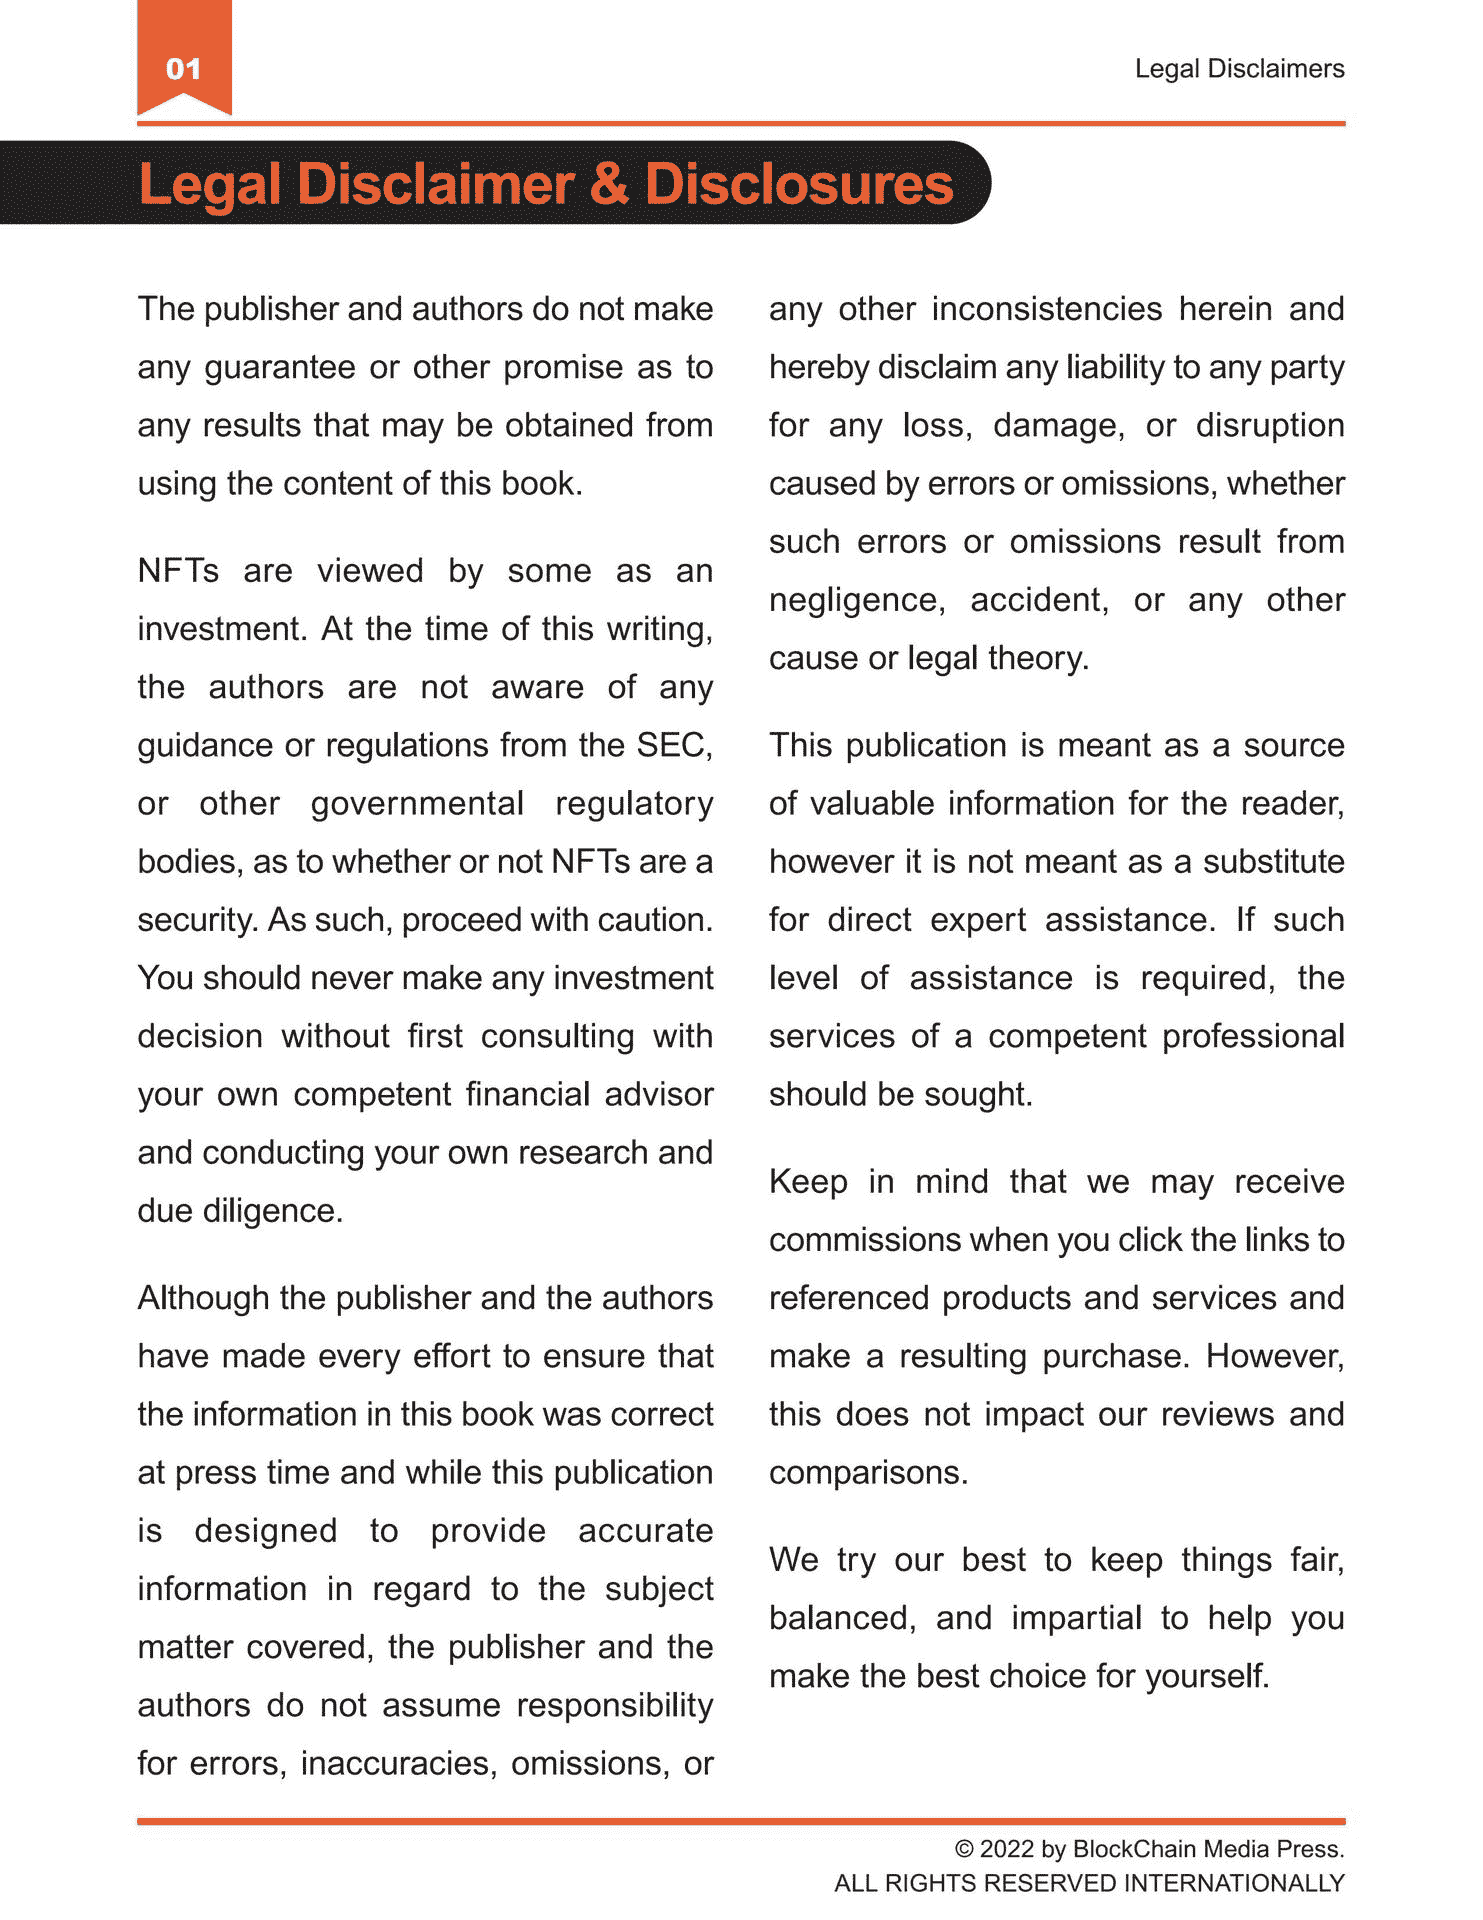 01
Legal Disclaimers
Legal Disclaimer & Disclosures
The publisher and authors do not make
any guarantee or other promise as to
any results that may be obtained from
using the content of this book.
NFTs are viewed by some as an
investment. At the time of this writing,
the authors are not aware of any
guidance or regulations from the SEC,
or other governmental regulatory
bodies, as to whether or not NFTs are a
security. As such, proceed with caution.
You should never make any investment
decision without first consulting with
your own competent financial advisor
and conducting your own research and
due diligence.
Although the publisher and the authors
have made every effort to ensure that
the information in this book was correct
at press time and while this publication
is designed to provide accurate
information in regard to the subject
matter covered, the publisher and the
authors do not assume responsibility
for errors, inaccuracies, omissions, or
any other inconsistencies herein and
hereby disclaim any liability to any party
for any loss, damage, or disruption
caused by errors or omissions, whether
such errors or omissions result from
negligence, accident, or any other
cause or legal theory.
This publication is meant as a source
of valuable information for the reader,
however it is not meant as a substitute
for direct expert assistance. If such
level of assistance is required, the
services of a competent professional
should be sought.
Keep in mind that we may receive
commissions when you click the links to
referenced products and services and
make a resulting purchase. However,
this does not impact our reviews and
comparisons.
We try our best to keep things fair,
balanced, and impartial to help you
make the best choice for yourself.
© 2022 by BlockChain Media Press.
ALL RIGHTS RESERVED INTERNATIONALLY